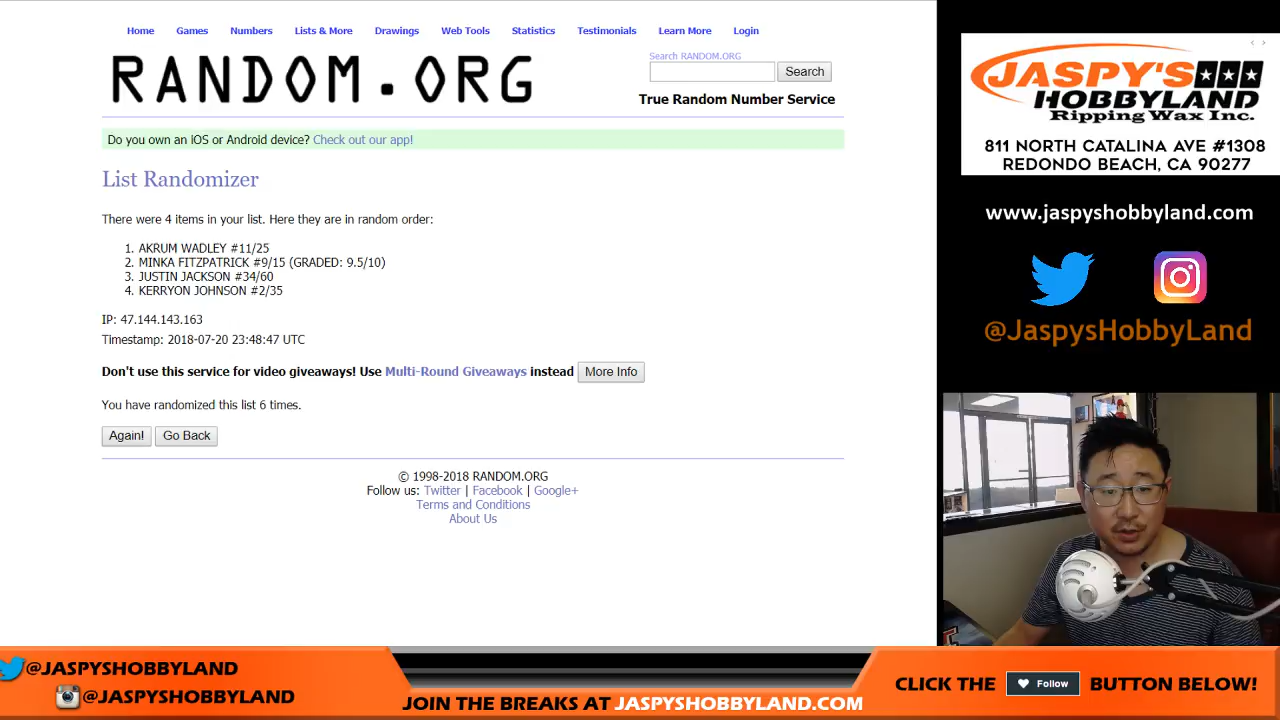 Home Games Numbers Lists & More Drawings Web Tools Statistics Testimonials Learn More Login
RANDOM.ORG
Search RANDOM.ORG
Search
True Random Number Service
Do you own an iOS or Android device? Check out our app!
List Randomizer
There were 4 items in your list. Here they are in random order:
1. AKRUM WADLEY #11/25
2. MINKA FITZPATRICK #9/15 (GRADED: 9.5/10)
3. JUSTIN JACKSON #34/60
4. KERRYON JOHNSON #2/35
IP: 47.144.143.163
Timestamp: 2018-07-20 23:48:47 UTC
Don't use this service for video giveaways! Use Multi-Round Giveaways instead More Info
You have randomized this list 6 times.
Again! Go Back
© 1998-2018 RANDOM.ORG
Follow us: Twitter | Facebook | Google+
Terms and Conditions
About Us
JASPY'S
HOBBYLAND
Ripping Wax Inc.
811 NORTH CATALINA AVE #1308
REDONDO BEACH, CA 90277
www.jaspyshobbyland.com
@JaspysHobbyLand
@JASPYSHOBBYLAND
@JASPYSHOBBYLAND
JOIN THE BREAKS AT JASPYSHOBBYLAND.COM
CLICK THE Follow BUTTON BELOW!